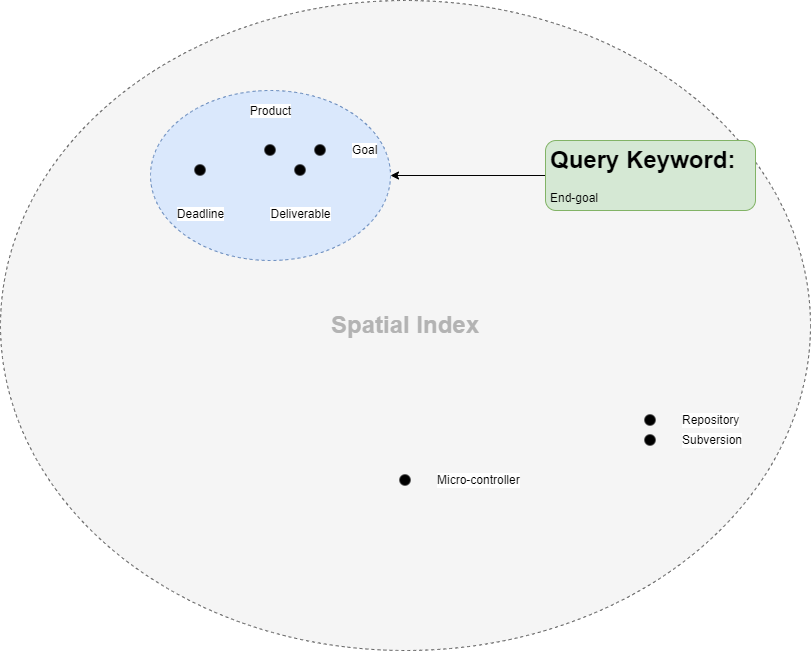 Product
Goal
Deadline
Deliverable
Query Keyword:
End-goal
Spatial Index
Repository
Subversion
Micro-controller